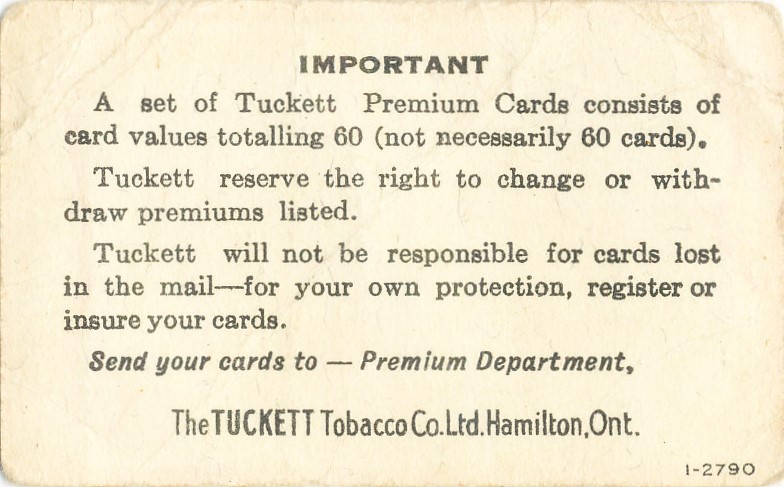 IMPORTANT
A set of Tuckett Premium Cards consists of
card values totalling 60 (not necessarily 60 cards).
Tuckett reserve the right to change or with-
draw premiums listed.
Tuckett will not be responsible for cards lost
in the mail—for your own protection, register or
insure your cards.
Send your cards to — Premium Department,
The TUCKETT Tobacco Co. Ltd. Hamilton, Ont.
1-2790